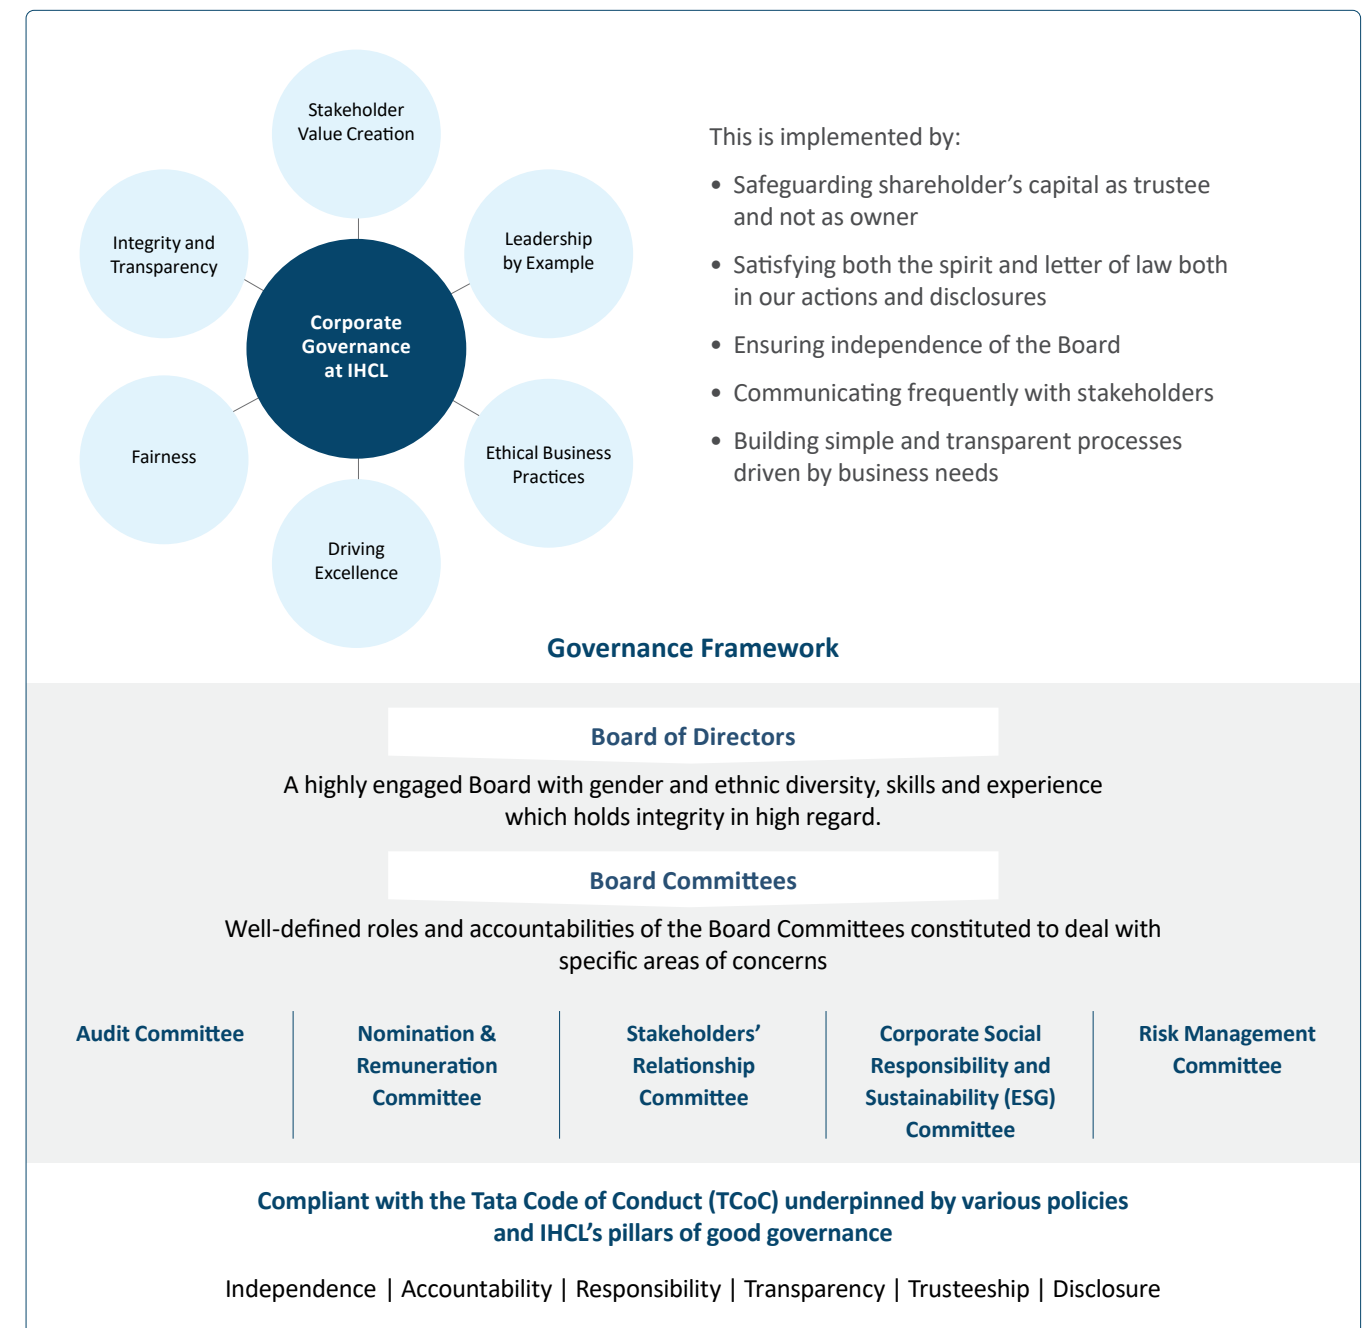 Stakeholder
Value Creation
Integrity and
Transparency
Leadership
by Example
Corporate
Governance
at IHCL
Fairness
Ethical Business
Practices
Driving
Excellence
This is implemented by:
• Safeguarding shareholder’s capital as trustee
and not as owner
• Satisfying both the spirit and letter of law both
in our actions and disclosures
• Ensuring independence of the Board
• Communicating frequently with stakeholders
• Building simple and transparent processes
driven by business needs
Governance Framework
Board of Directors
A highly engaged Board with gender and ethnic diversity, skills and experience
which holds integrity in high regard.
Board Committees
Well-defined roles and accountabilities of the Board Committees constituted to deal with
specific areas of concerns
Audit Committee
Nomination &
Remuneration
Committee
Stakeholders’
Relationship
Committee
Corporate Social
Responsibility and
Sustainability (ESG)
Committee
Risk Management
Committee
Compliant with the Tata Code of Conduct (TCoC) underpinned by various policies
and IHCL’s pillars of good governance
Independence | Accountability | Responsibility | Transparency | Trusteeship | Disclosure